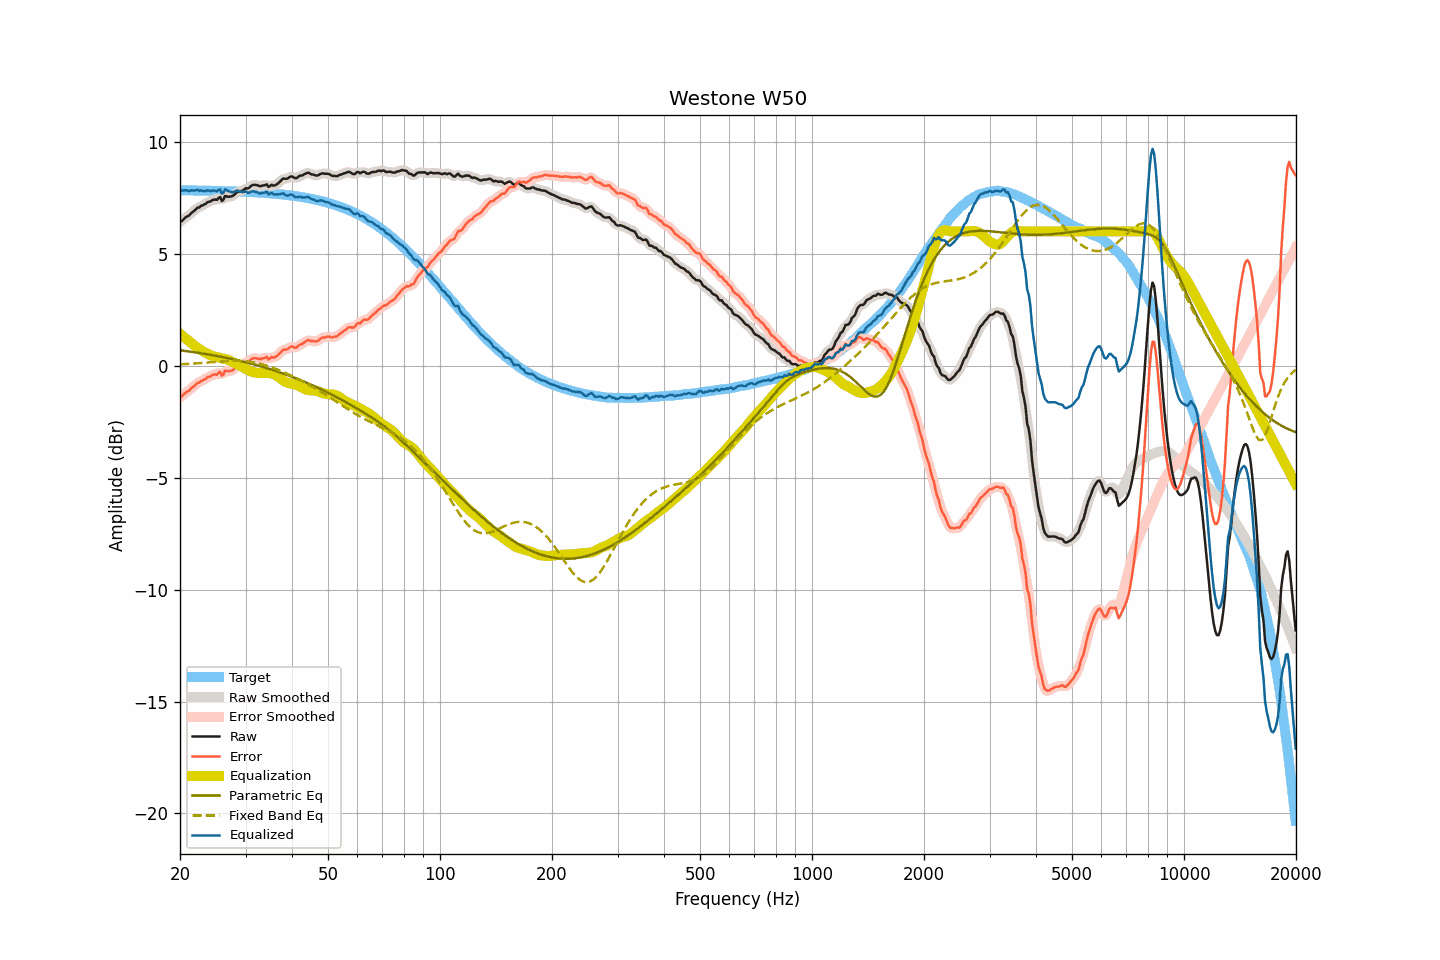 Westone W50
10
5
0
−5
−10
−15
−20
Amplitude (dBr)
Target
Raw Smoothed
Error Smoothed
Raw
Error
Equalization
Parametric Eq
Fixed Band Eq
Equalized
20 50 100 200 500 1000 2000 5000 10000 20000
Frequency (Hz)